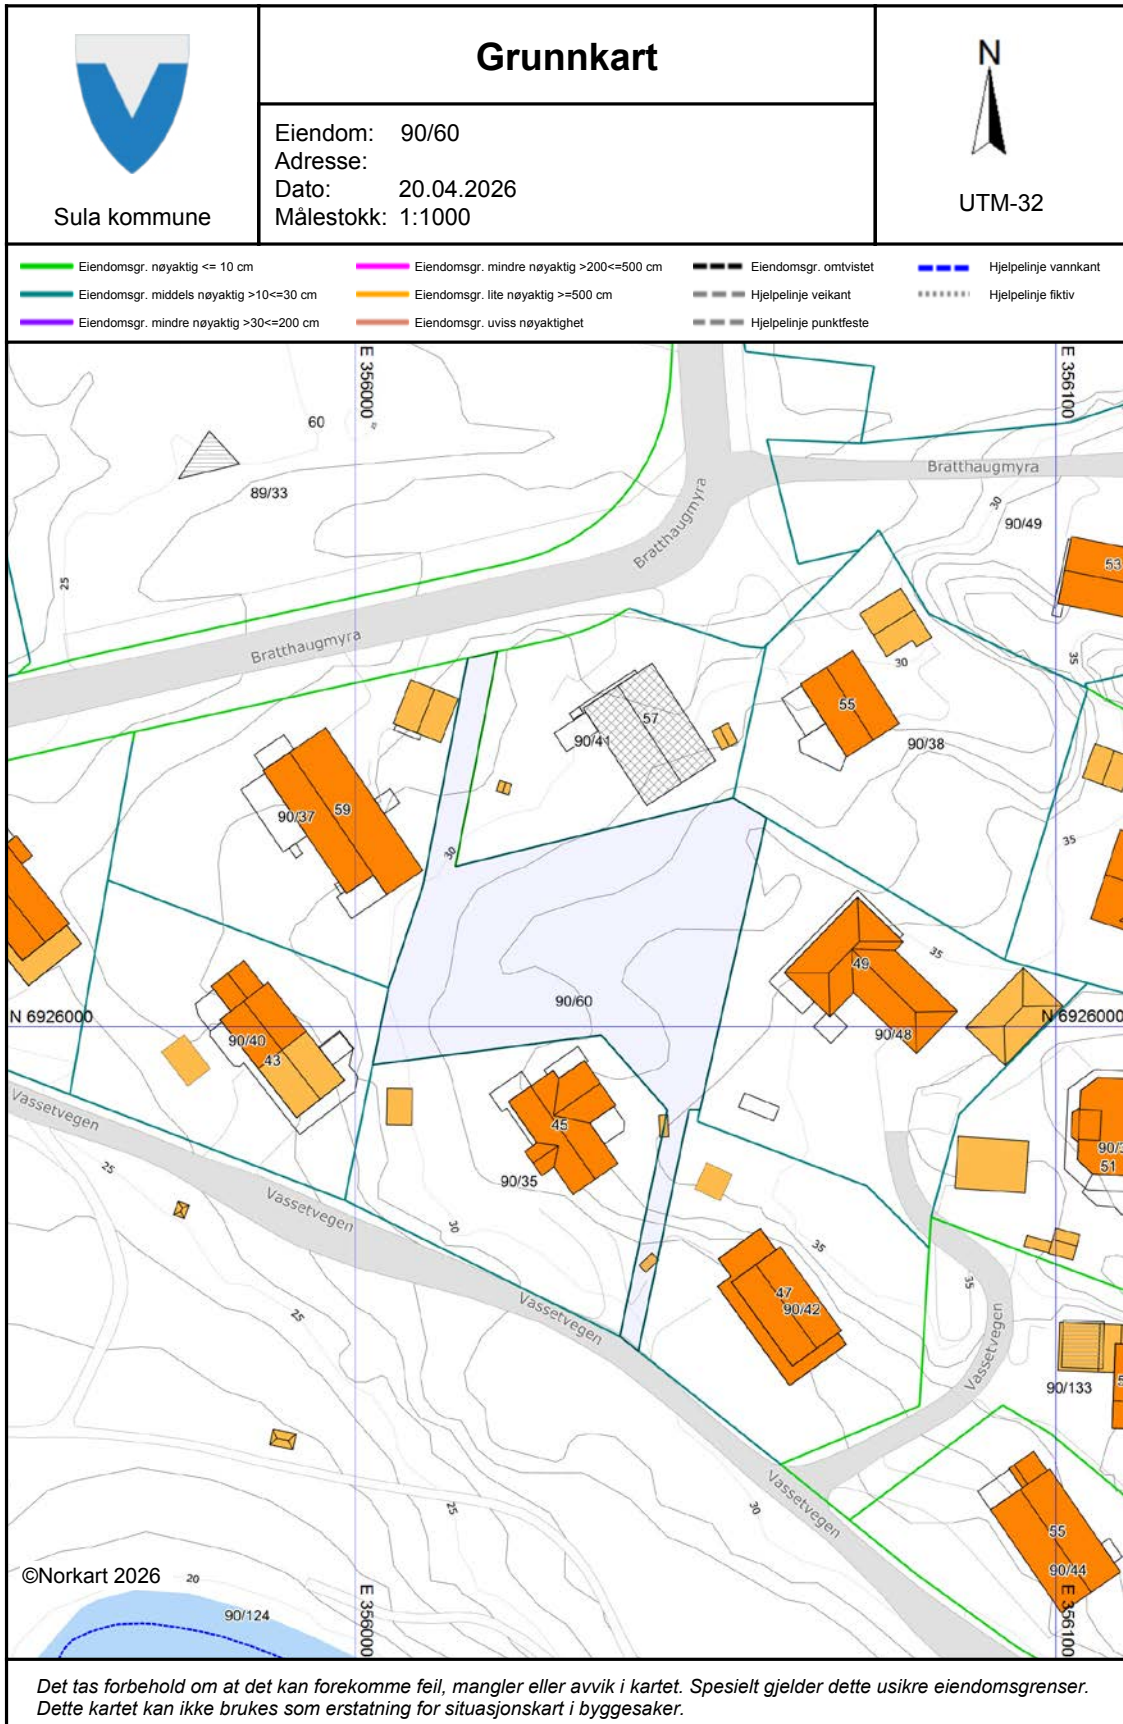 Sula kommune
Grunnkart
Eiendom: 90/60
Adresse:
Dato: 20.04.2026
Målestokk: 1:1000
N
UTM-32
Eiendomsgr. nøyaktig <= 10 cm
Eiendomsgr. middels nøyaktig >10<=30 cm
Eiendomsgr. mindre nøyaktig >30<=200 cm
Eiendomsgr. mindre nøyaktig >200<=500 cm
Eiendomsgr. lite nøyaktig >=500 cm
Eiendomsgr. uviss nøyaktighet
Eiendomsgr. omtvistet
Hjelpelinje veikant
Hjelpelinje punktfeste
Hjelpelinje vannkant
Hjelpelinje fiktiv
E 356000
E 356100
60
89/33
Bratthaugmyra
30
90/49
53
25
Bratthaugmyra
Bratthaugmyra
30
35
55
57
90/41
90/38
90/37
59
30
35
49
35
90/60
N 6926000
N 6926000
90/40
43
90/48
Vassetvegen
45
90/35
51
25
Vassetvegen
30
35
35
47
90/42
25
Vassetvegen
Vassetvegen
90/133
25
30
Vassetvegen
55
90/44
©Norkart 2026
20
90/124
E 356000
E 356100
Det tas forbehold om at det kan forekomme feil, mangler eller avvik i kartet. Spesielt gjelder dette usikre eiendomsgrenser.
Dette kartet kan ikke brukes som erstatning for situasjonskart i byggesaker.